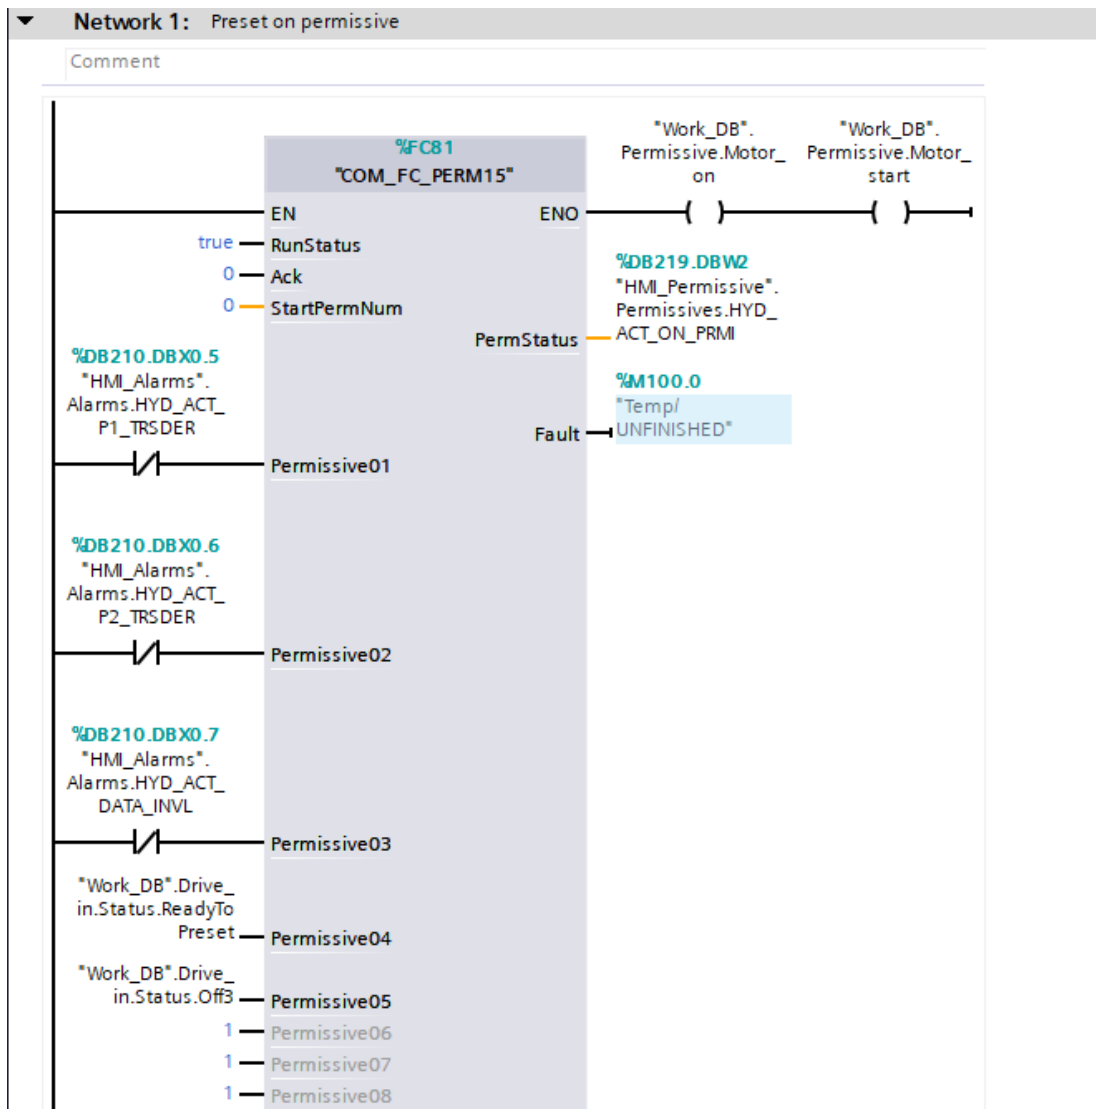 Network 1: Preset on permissive
Comment
%FC81
"COM_FC_PERM15"
"Work_DB".
Permissive.Motor_
on
"Work_DB".
Permissive.Motor_
start
EN
ENO
true
RunStatus
0
Ack
0
StartPermNum
%DB219.DBW2
"HMI_Permissive".
Permissives.HYD_
ACT_ON_PRMI
PermStatus
%M100.0
"Temp/
UNFINISHED"
Fault
%DB210.DBX0.5
"HMI_Alarms".
Alarms.HYD_ACT_
P1_TRSDER
Permissive01
%DB210.DBX0.6
"HMI_Alarms".
Alarms.HYD_ACT_
P2_TRSDER
Permissive02
%DB210.DBX0.7
"HMI_Alarms".
Alarms.HYD_ACT_
DATA_INVL
Permissive03
"Work_DB".Drive_
in.Status.ReadyTo
Preset
Permissive04
"Work_DB".Drive_
in.Status.Off3
Permissive05
1
Permissive06
1
Permissive07
1
Permissive08